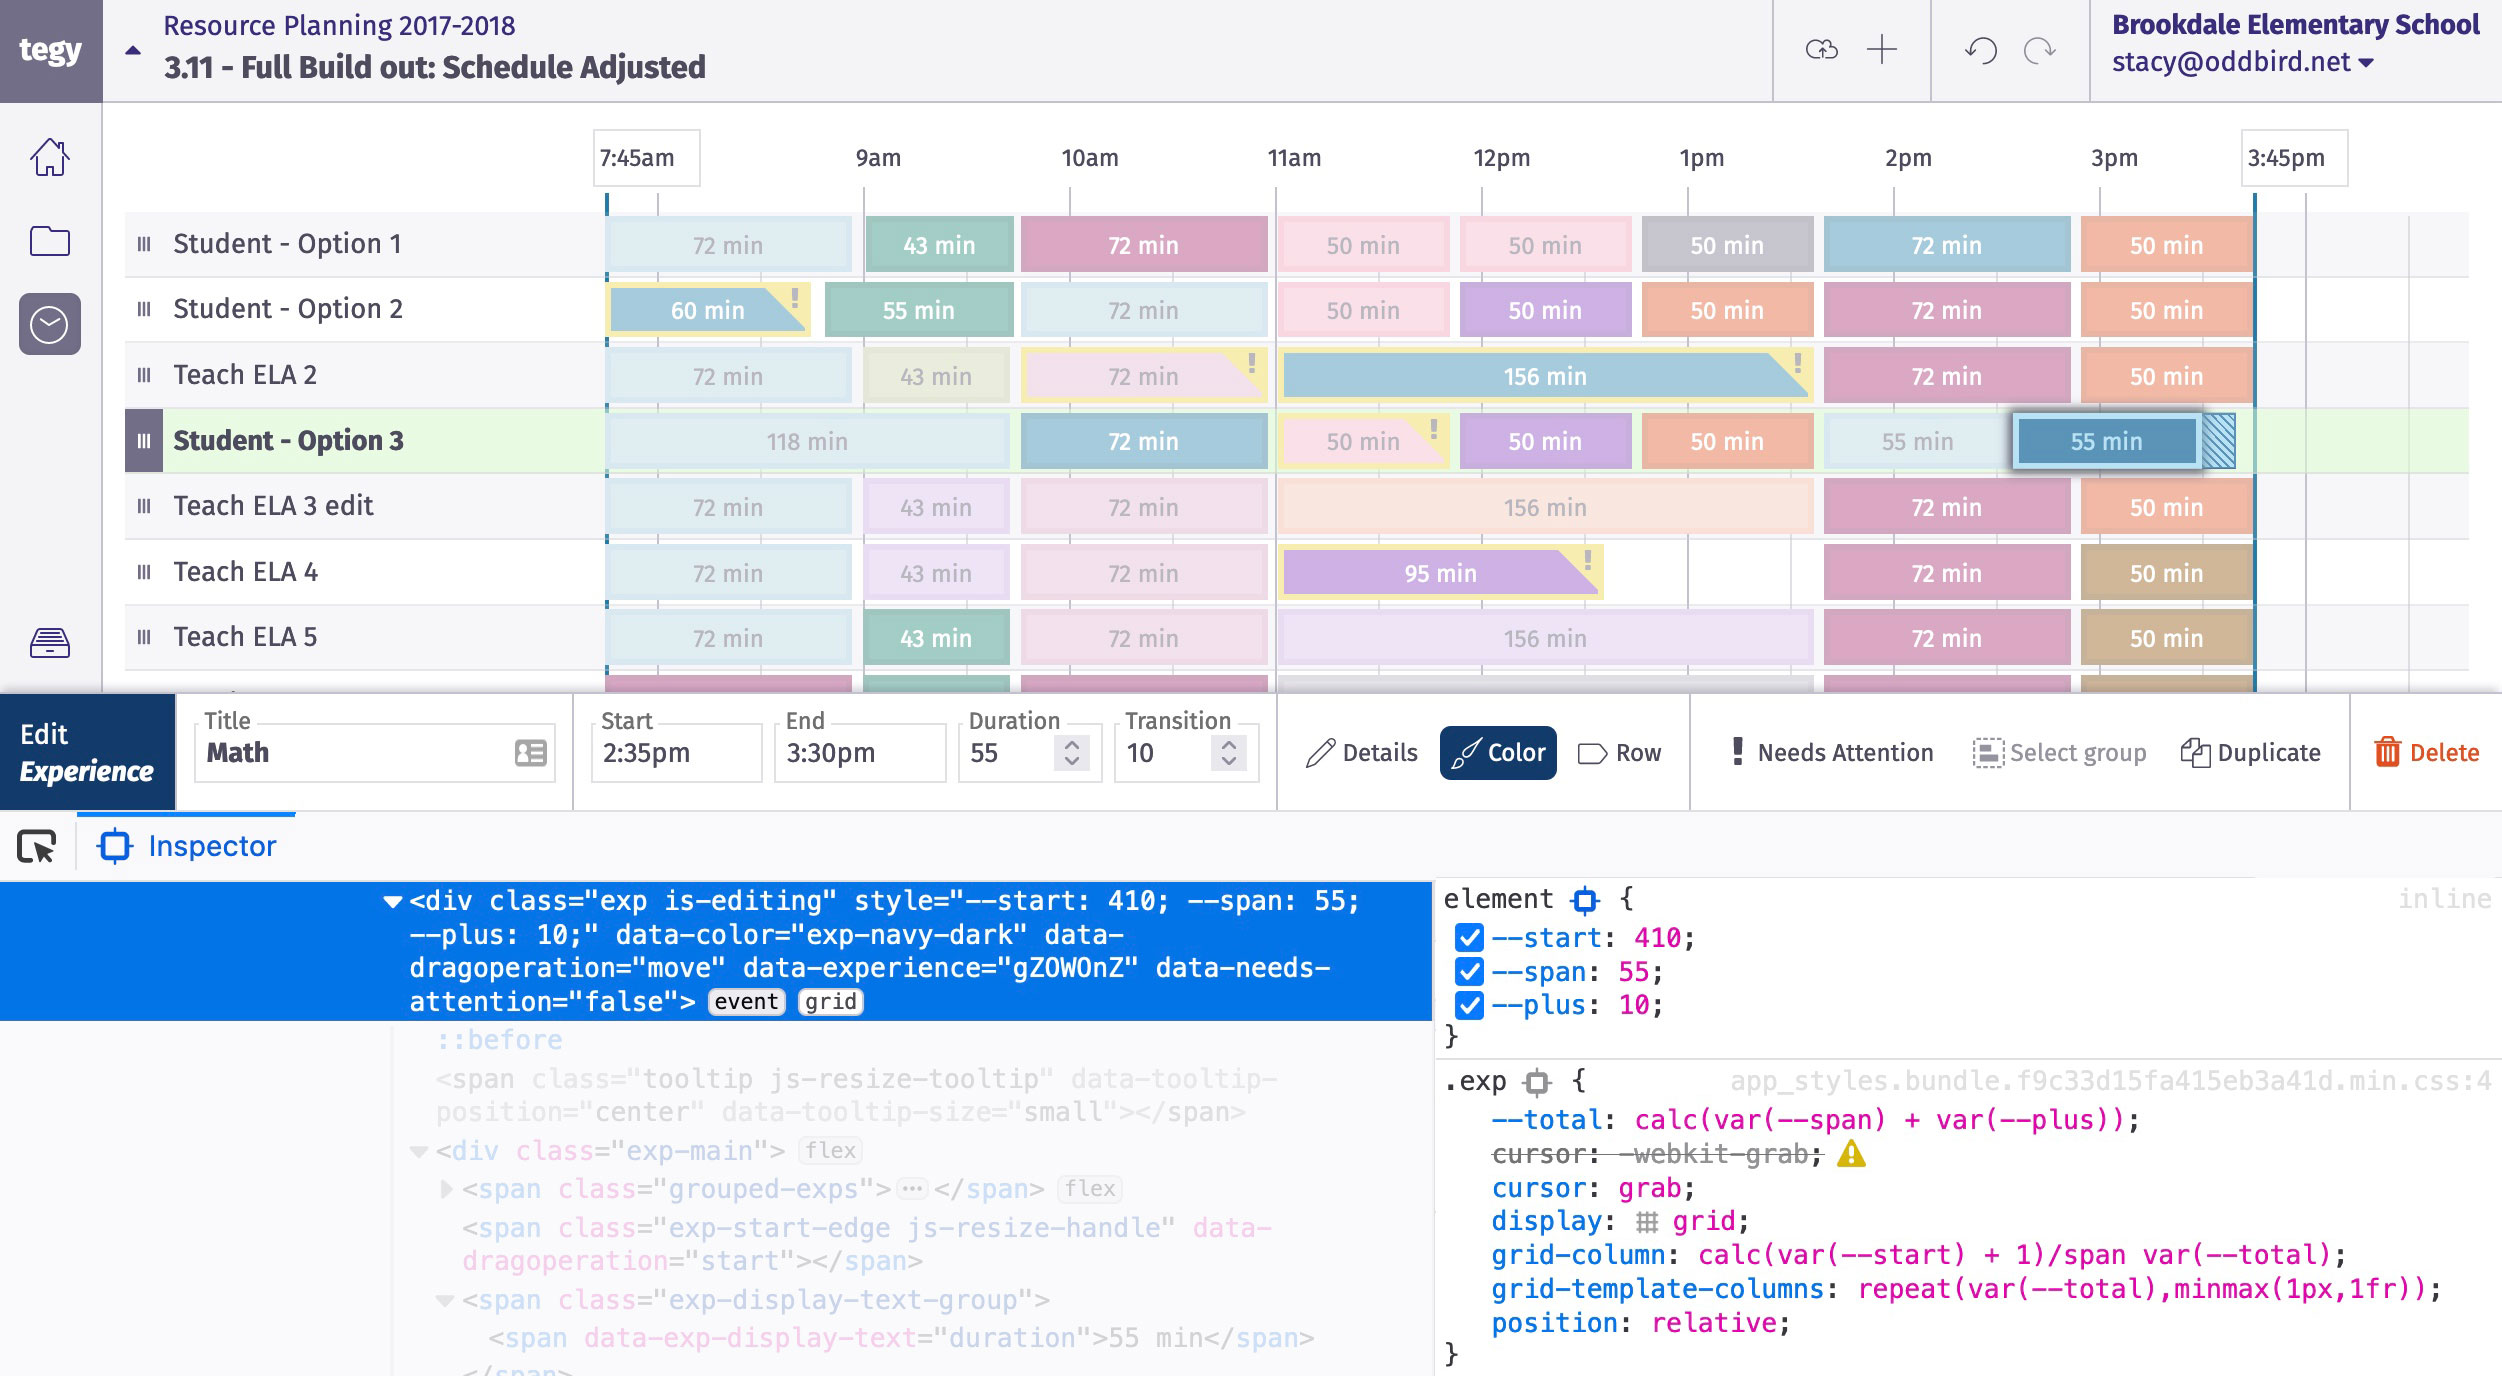 tegy
Resource Planning 2017-2018
3.11 - Full Build out: Schedule Adjusted
Brookdale Elementary School
stacy@oddbird.net
7:45am 9am 10am 11am 12pm 1pm 2pm 3pm 3:45pm
Student - Option 1 72 min 43 min 72 min 50 min 50 min 50 min 72 min 50 min
Student - Option 2 60 min ! 55 min 72 min 50 min 50 min 50 min 72 min 50 min
Teach ELA 2 72 min 43 min 72 min ! 156 min ! 72 min 50 min
Student - Option 3 118 min 72 min 50 min ! 50 min 50 min 55 min 55 min
Teach ELA 3 edit 72 min 43 min 72 min 156 min 72 min 50 min
Teach ELA 4 72 min 43 min 72 min 95 min ! 72 min 50 min
Teach ELA 5 72 min 43 min 72 min 156 min 72 min 50 min
Edit
Experience
Title
Math
Start
2:35pm
End
3:30pm
Duration
55
Transition
10
Details
Color
Row
! Needs Attention
Select group
Duplicate
Delete
Inspector
<div class="exp is-editing" style="--start: 410; --span: 55;
--plus: 10;" data-color="exp-navy-dark" data-
dragoperation="move" data-experience="gZOWOnZ" data-needs-
attention="false"> event grid
::before
<span class="tooltip js-resize-tooltip" data-tooltip-
position="center" data-tooltip-size="small"></span>
<div class="exp-main"> flex
<span class="grouped-exps">···</span> flex
<span class="exp-start-edge js-resize-handle" data-
dragoperation="start"></span>
<span class="exp-display-text-group">
<span data-exp-display-text="duration">55 min</span>
</span>
element { inline
--start: 410;
--span: 55;
--plus: 10;
}
.exp { app_styles.bundle.f9c33d15fa415eb3a41d.min.css:4
--total: calc(var(--span) + var(--plus));
cursor: -webkit-grab;
cursor: grab;
display: grid;
grid-column: calc(var(--start) + 1)/span var(--total);
grid-template-columns: repeat(var(--total),minmax(1px,1fr));
position: relative;
}